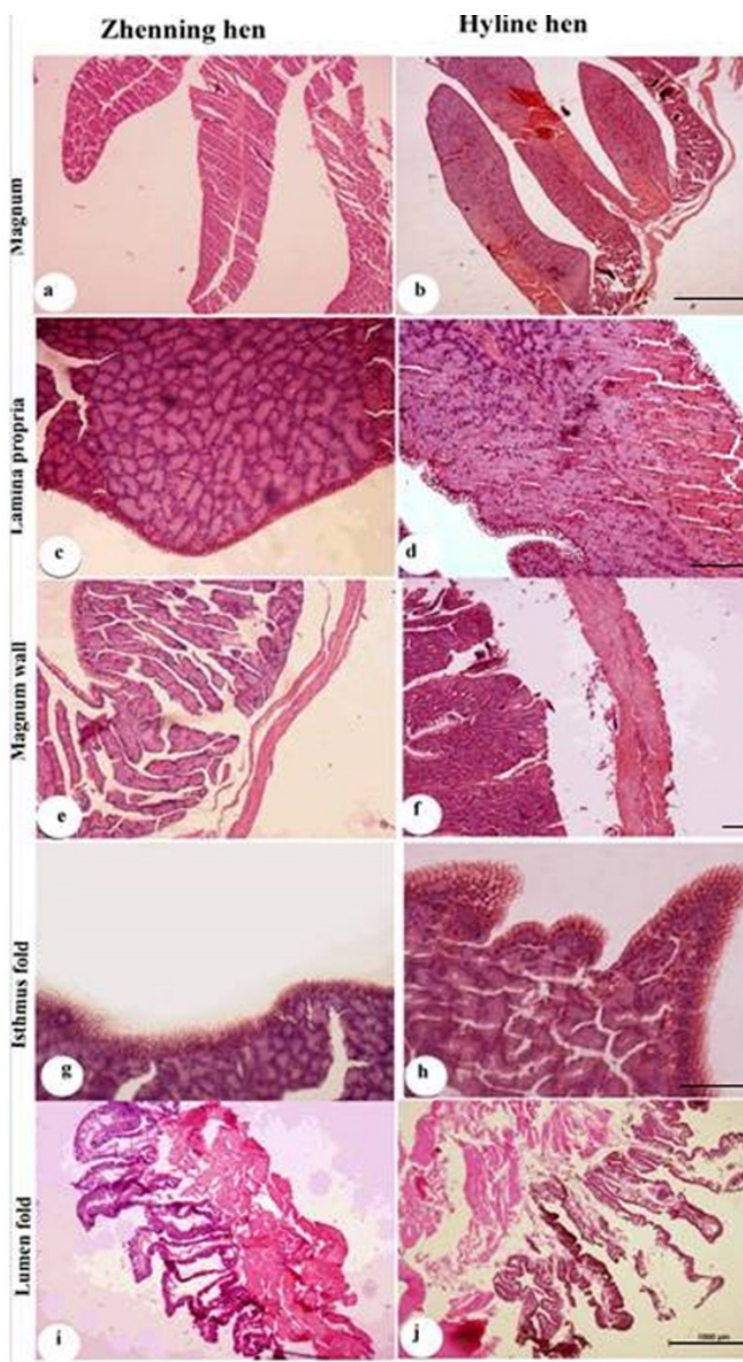 Zhenning hen
Hyline hen
Magnum
a
b
Lamina propria
c
d
Magnum wall
e
f
Isthmus fold
g
h
Lumen fold
i
j
1000 µm